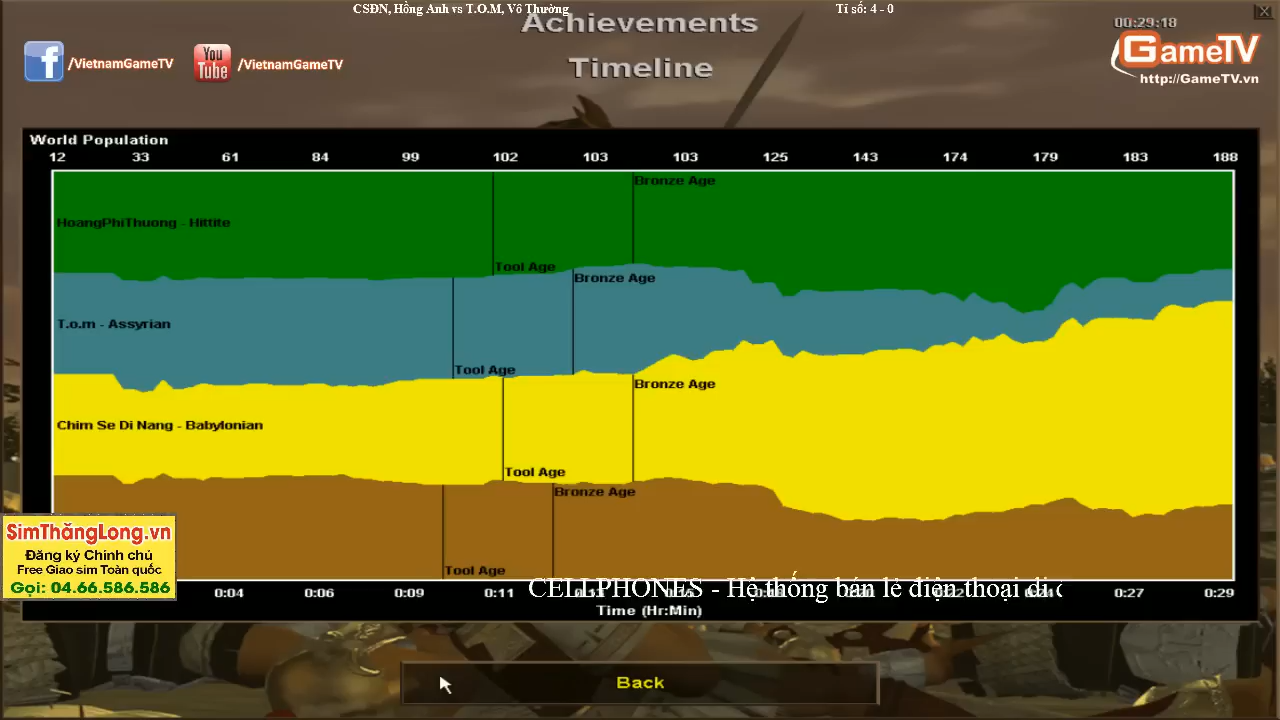 CSĐN, Hồng Anh vs T.O.M, Vô Thường
Tỉ số: 4 - 0
Achievements
Timeline
00:29:18
/VietnamGameTV
You Tube
/VietnamGameTV
GameTV
http://GameTV.vn
World Population
12 33 61 84 99 102 103 103 125 143 174 179 183 188
Bronze Age
HoangPhiThuong - Hittite
Tool Age
Bronze Age
T.o.m - Assyrian
Tool Age
Bronze Age
Chim Se Di Nang - Babylonian
Tool Age
Bronze Age
Tool Age
SimThăngLong.vn
Đăng ký Chính chủ
Free Giao sim Toàn quốc
Gọi: 04.66.586.586
CELLPHONES - Hệ thống bán lẻ điện thoại di
0:04 0:06 0:09 0:11 0:27 0:29
Time (Hr:Min)
Back